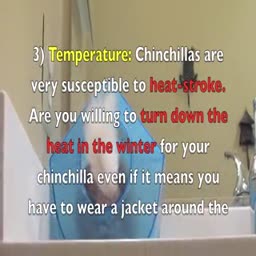 3) Temperature: Chinchillas are
very susceptible to heat-stroke.
Are you willing to turn down the
heat in the winter for your
chinchilla even if it means you
have to wear a jacket around the